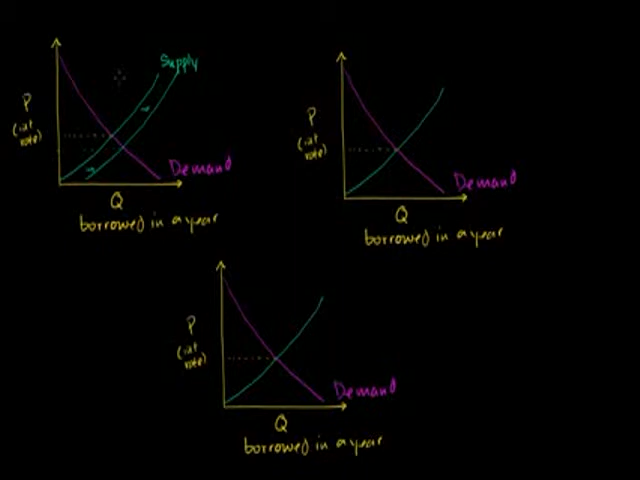 Supply
P
(int
rate)
Demand
Q
borrowed in a year
P
(int
rate)
Demand
Q
borrowed in a year
P
(int
rate)
Demand
Q
borrowed in a year